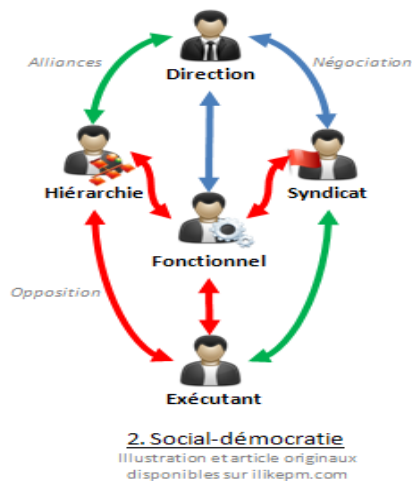 Alliances
Négociation
Direction
Hiérarchie
Syndicat
Fonctionnel
Opposition
Exécutant
2. Social-démocratie
Illustration et article originaux
disponibles sur ilikepm.com